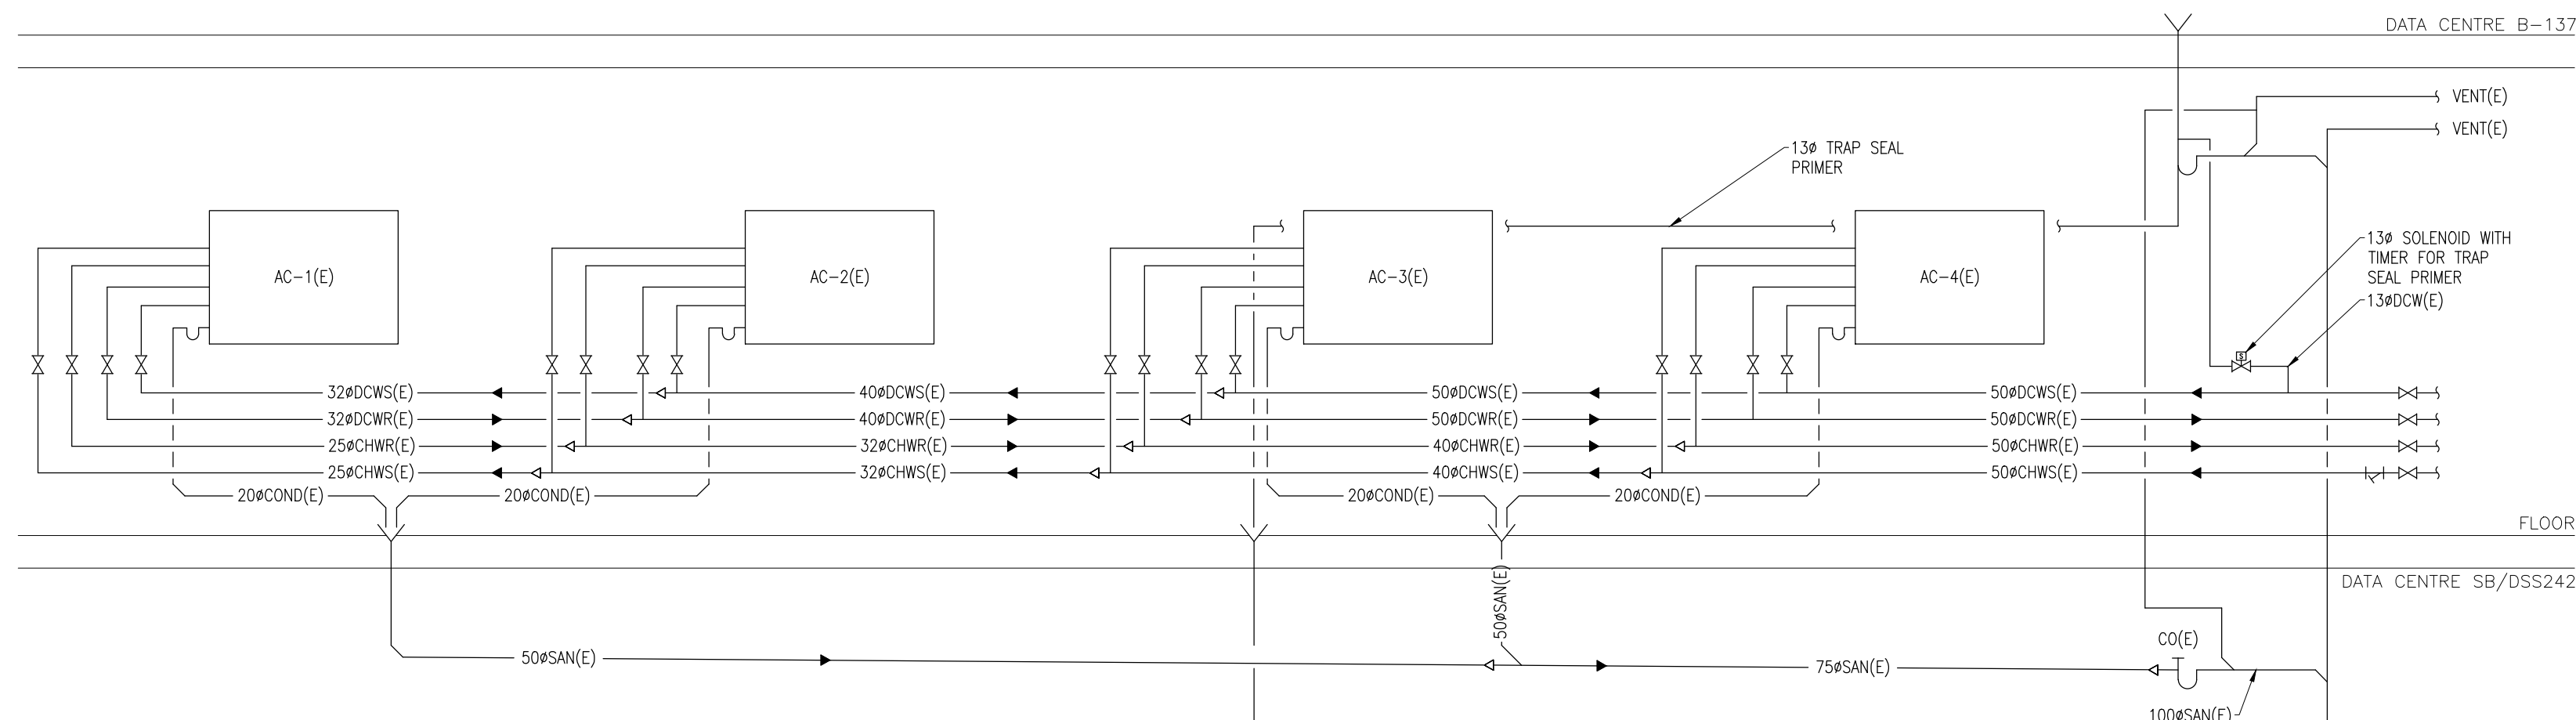 DATA CENTRE B-137
VENT(E)
VENT(E)
13ø TRAP SEAL
PRIMER
13ø SOLENOID WITH
TIMER FOR TRAP
SEAL PRIMER
13øDCW(E)
S
AC-1(E)
AC-2(E)
AC-3(E)
AC-4(E)
32øDCWS(E)
40øDCWS(E)
50øDCWS(E)
50øDCWS(E)
32øDCWR(E)
40øDCWR(E)
50øDCWR(E)
50øDCWR(E)
25øCHWR(E)
32øCHWR(E)
40øCHWR(E)
50øCHWR(E)
25øCHWS(E)
32øCHWS(E)
40øCHWS(E)
50øCHWS(E)
20øCOND(E)
20øCOND(E)
20øCOND(E)
20øCOND(E)
FLOOR
DATA CENTRE SB/DSS242
50øSAN(E)
50øSAN(E)
75øSAN(E)
CO(E)
100øSAN(E)